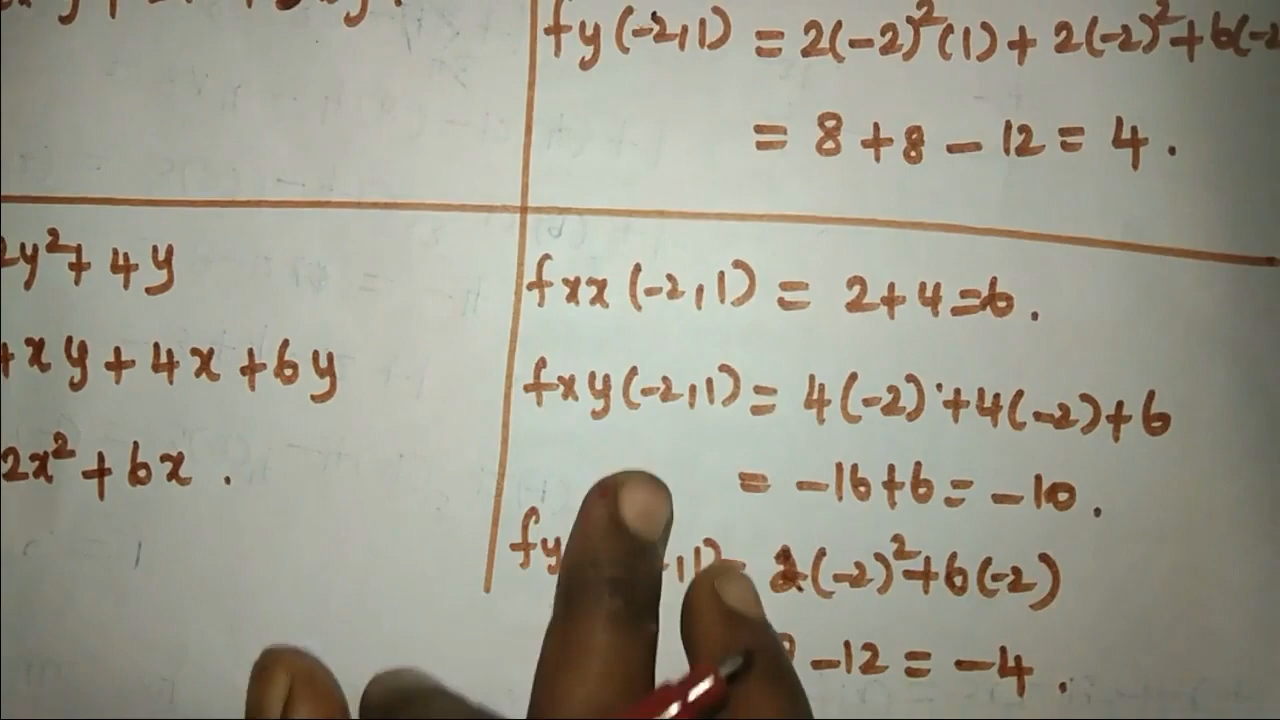 fy(-2,1) = 2(-2)²(1) + 2(-2)² + 6(-2
= 8 + 8 - 12 = 4.
2y² + 4y
+xy + 4x + 6y
2x² + 6x.
fxx(-2,1) = 2+4=6.
fxy(-2,1) = 4(-2) + 4(-2) + 6
= -16+6 = -10.
fy ,1) = 2(-2)² + 6(-2)
-12 = -4.